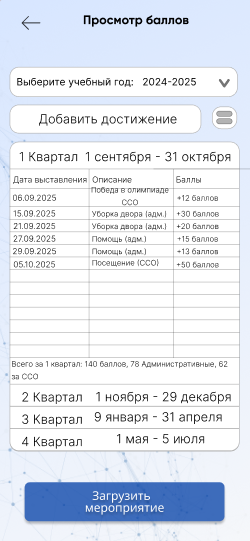 Просмотр баллов
Выберите учебный год: 2024-2025
Добавить достижение
1 Квартал 1 сентября - 31 октября
Дата выставления Описание Баллы
06.09.2025 Победа в олимпиаде ССО +12 баллов
15.09.2025 Уборка двора (адм.) +30 баллов
21.09.2025 Уборка двора (адм.) +20 баллов
27.09.2025 Помощь (адм.) +15 баллов
29.09.2025 Помощь (адм.) +13 баллов
05.10.2025 Посещение (ССО) +50 баллов
Всего за 1 квартал: 140 баллов, 78 Административные, 62
за ССО
2 Квартал 1 ноября - 29 декабря
3 Квартал 9 января - 31 апреля
4 Квартал 1 мая - 5 июля
Загрузить
мероприятие